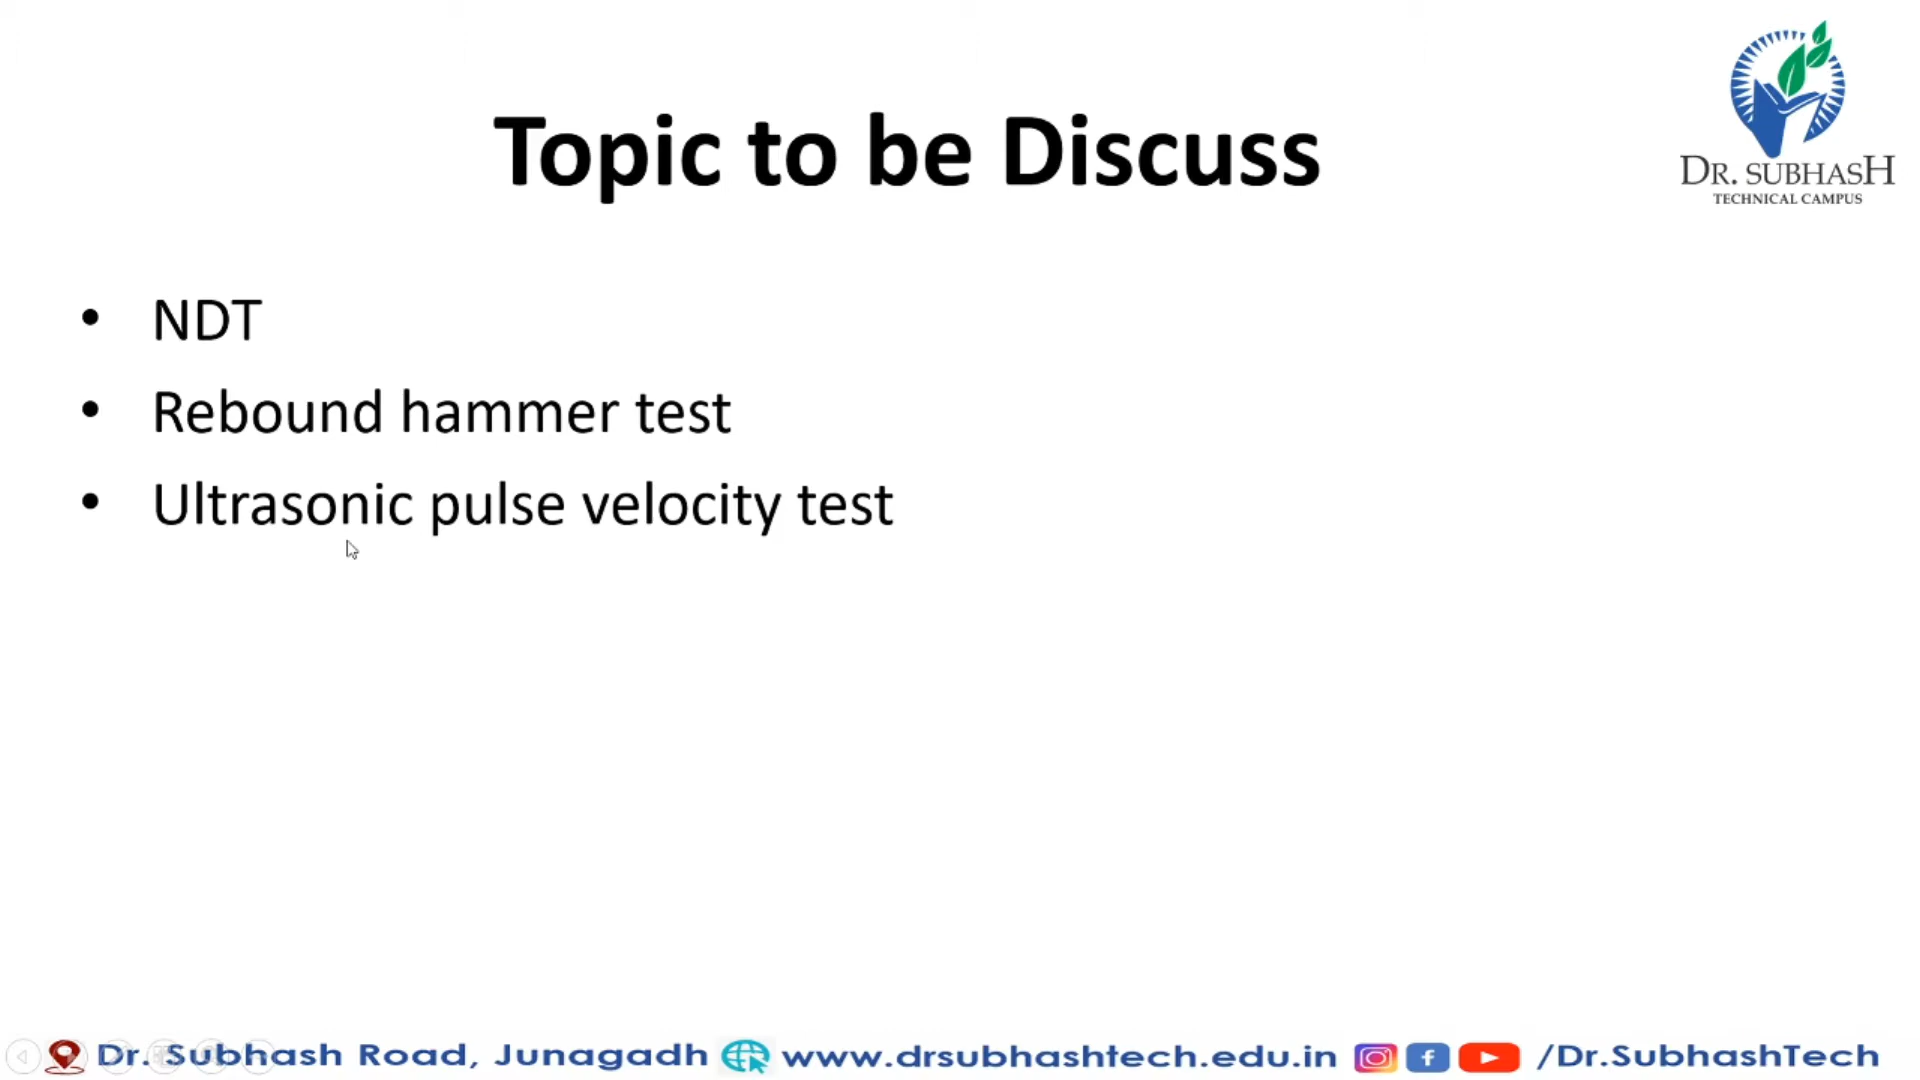 DR. SUBHASH
TECHNICAL CAMPUS
Topic to be Discuss
• NDT
• Rebound hammer test
• Ultrasonic pulse velocity test
Dr. Subhash Road, Junagadh www.drsubhashtech.edu.in /Dr.SubhashTech